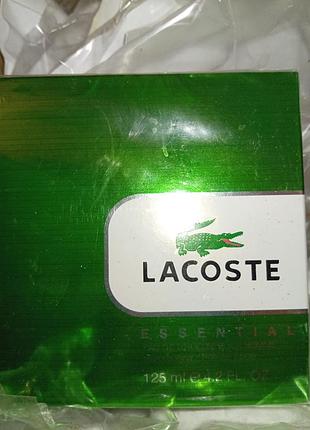 LACOSTE
ESSENTIAL
125 ml e 4.2 FL. OZ.